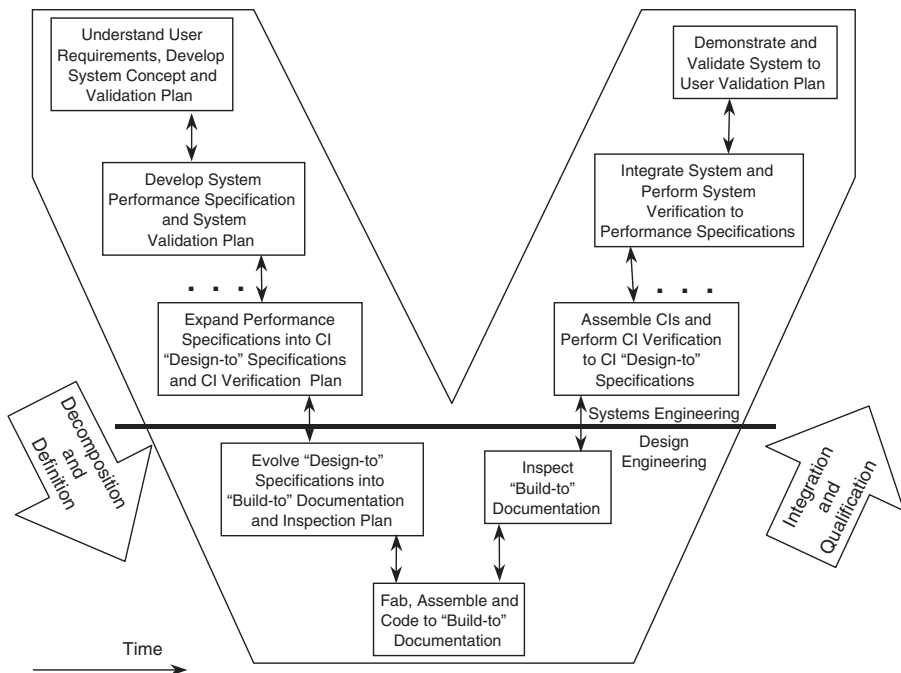 Understand User
Requirements, Develop
System Concept and
Validation Plan
Demonstrate and
Validate System to
User Validation Plan
Develop System
Performance Specification
and System
Validation Plan
Integrate System and
Perform System
Verification to
Performance Specifications
. . .
. . .
Expand Performance
Specifications into CI
“Design-to” Specifications
and CI Verification Plan
Assemble CIs and
Perform CI Verification
to CI “Design-to”
Specifications
Systems Engineering
Design
Engineering
Decomposition
and
Definition
Evolve “Design-to”
Specifications into
“Build-to” Documentation
and Inspection Plan
Inspect
“Build-to”
Documentation
Integration
and
Qualification
Fab, Assemble and
Code to “Build-to”
Documentation
Time